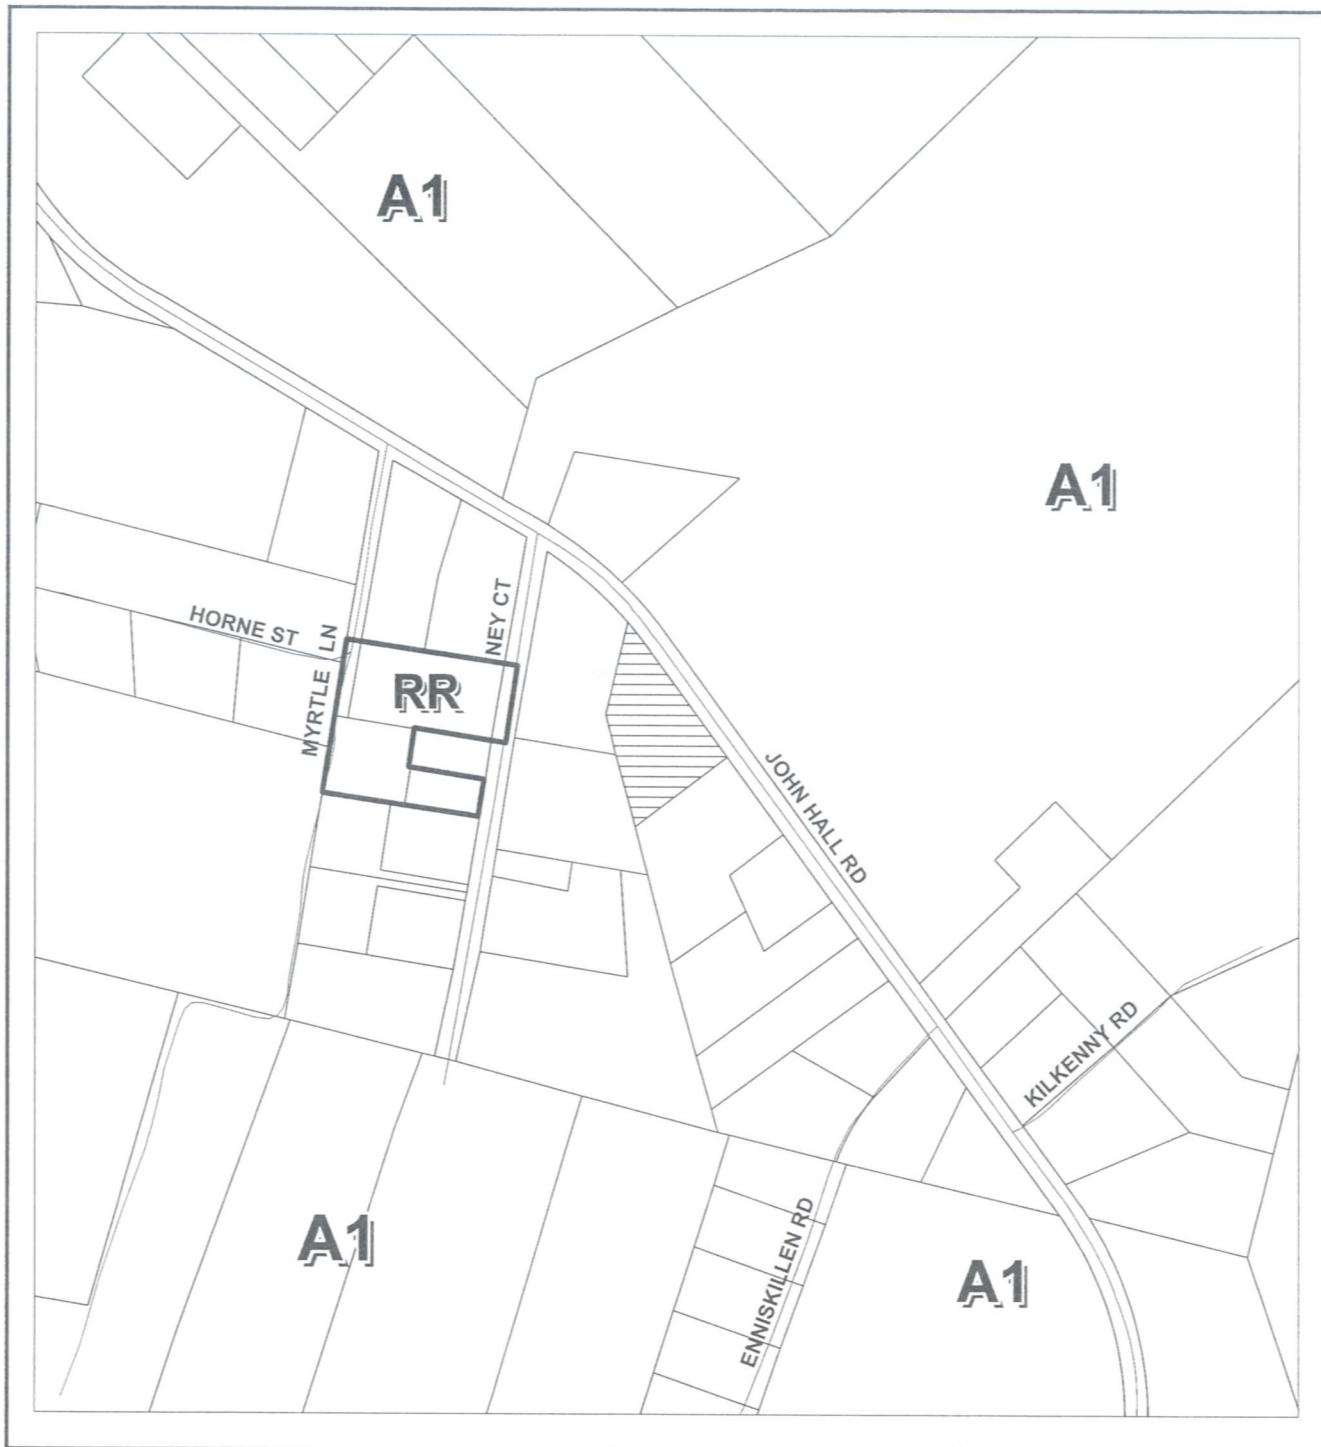 A1
A1
HORNE ST
MYRTLE LN
NEY CT
RR
JOHN HALL RD
KILKENNY RD
ENNISKILLEN RD
A1
A1